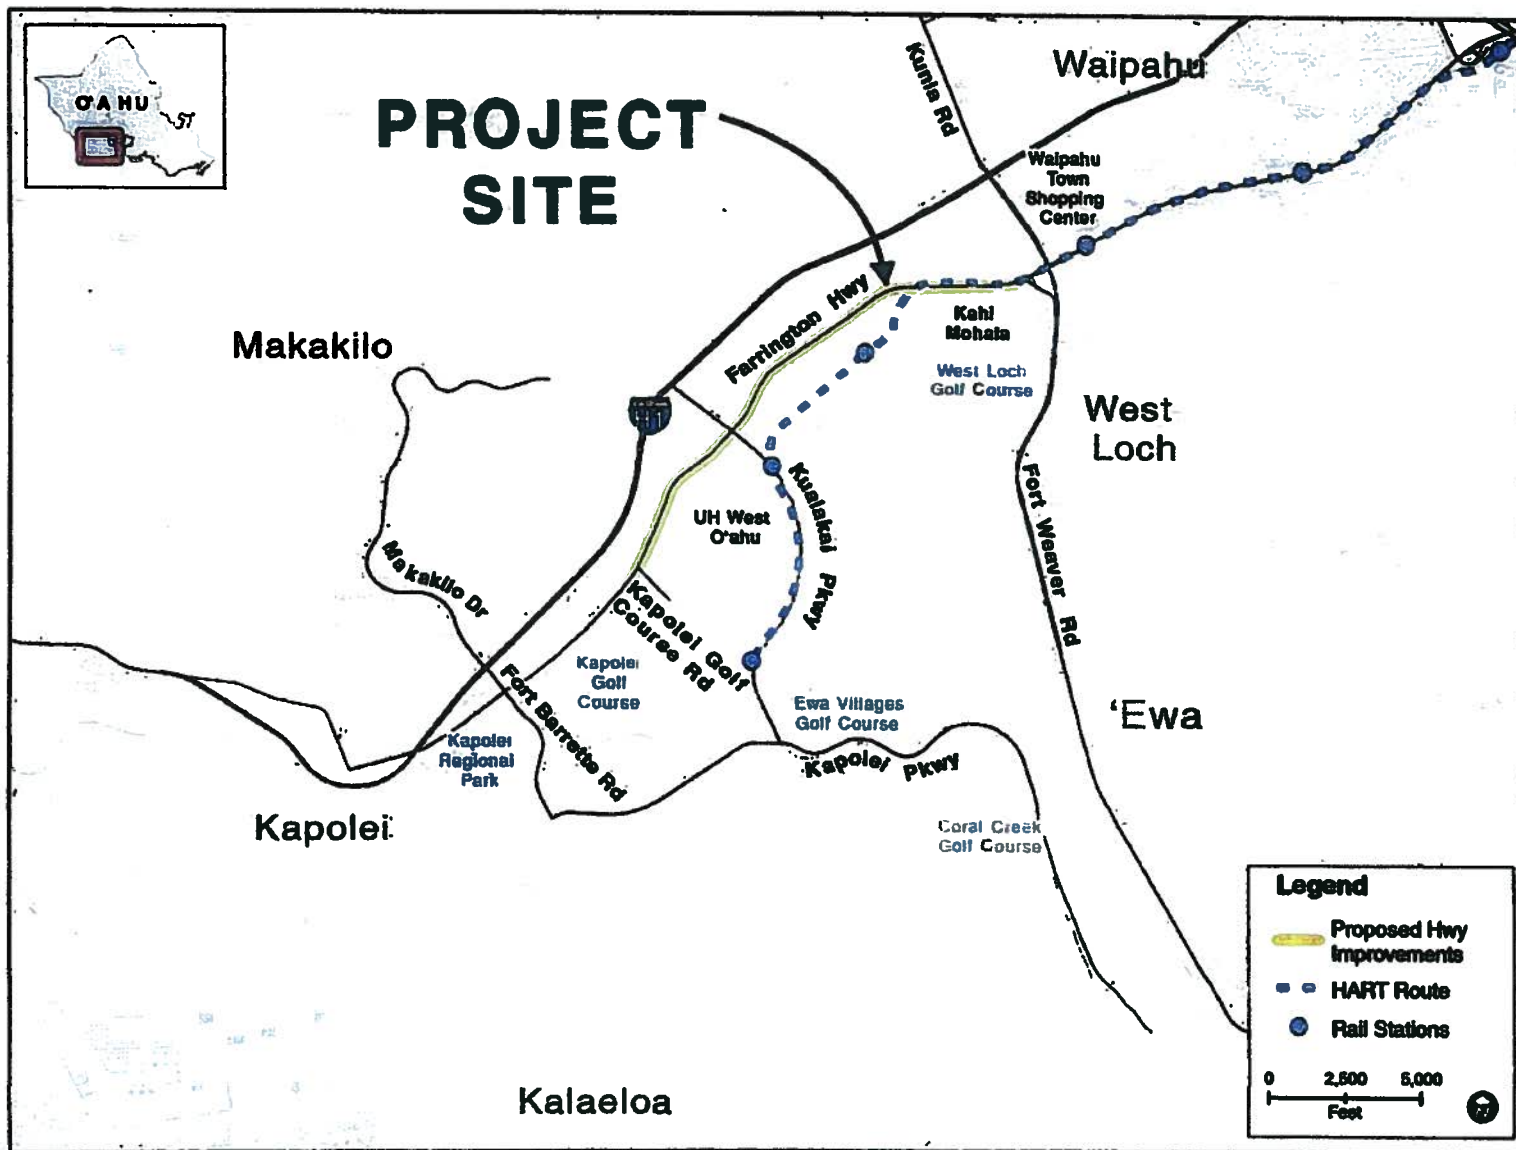 O'AHU
PROJECT
SITE
Kunia Rd
Waipahu
Waipahu
Town
Shopping
Center
Farrington Hwy
Kahi
Mohala
Makakilo
West Loch
Golf Course
West
Loch
H1
Kualakai Pkwy
UH West
O'ahu
Fort Weaver Rd
Makakilo Dr
Kapolei Golf
Course Rd
Kapolei
Golf
Course
Fort Barrette Rd
Ewa Villages
Golf Course
'Ewa
Kapolei
Regional
Park
Kapolei Pkwy
Kapolei
Coral Creek
Golf Course
Legend
Proposed Hwy
Improvements
HART Route
Rail Stations
0 2,500 5,000
Feet
Kalaeloa